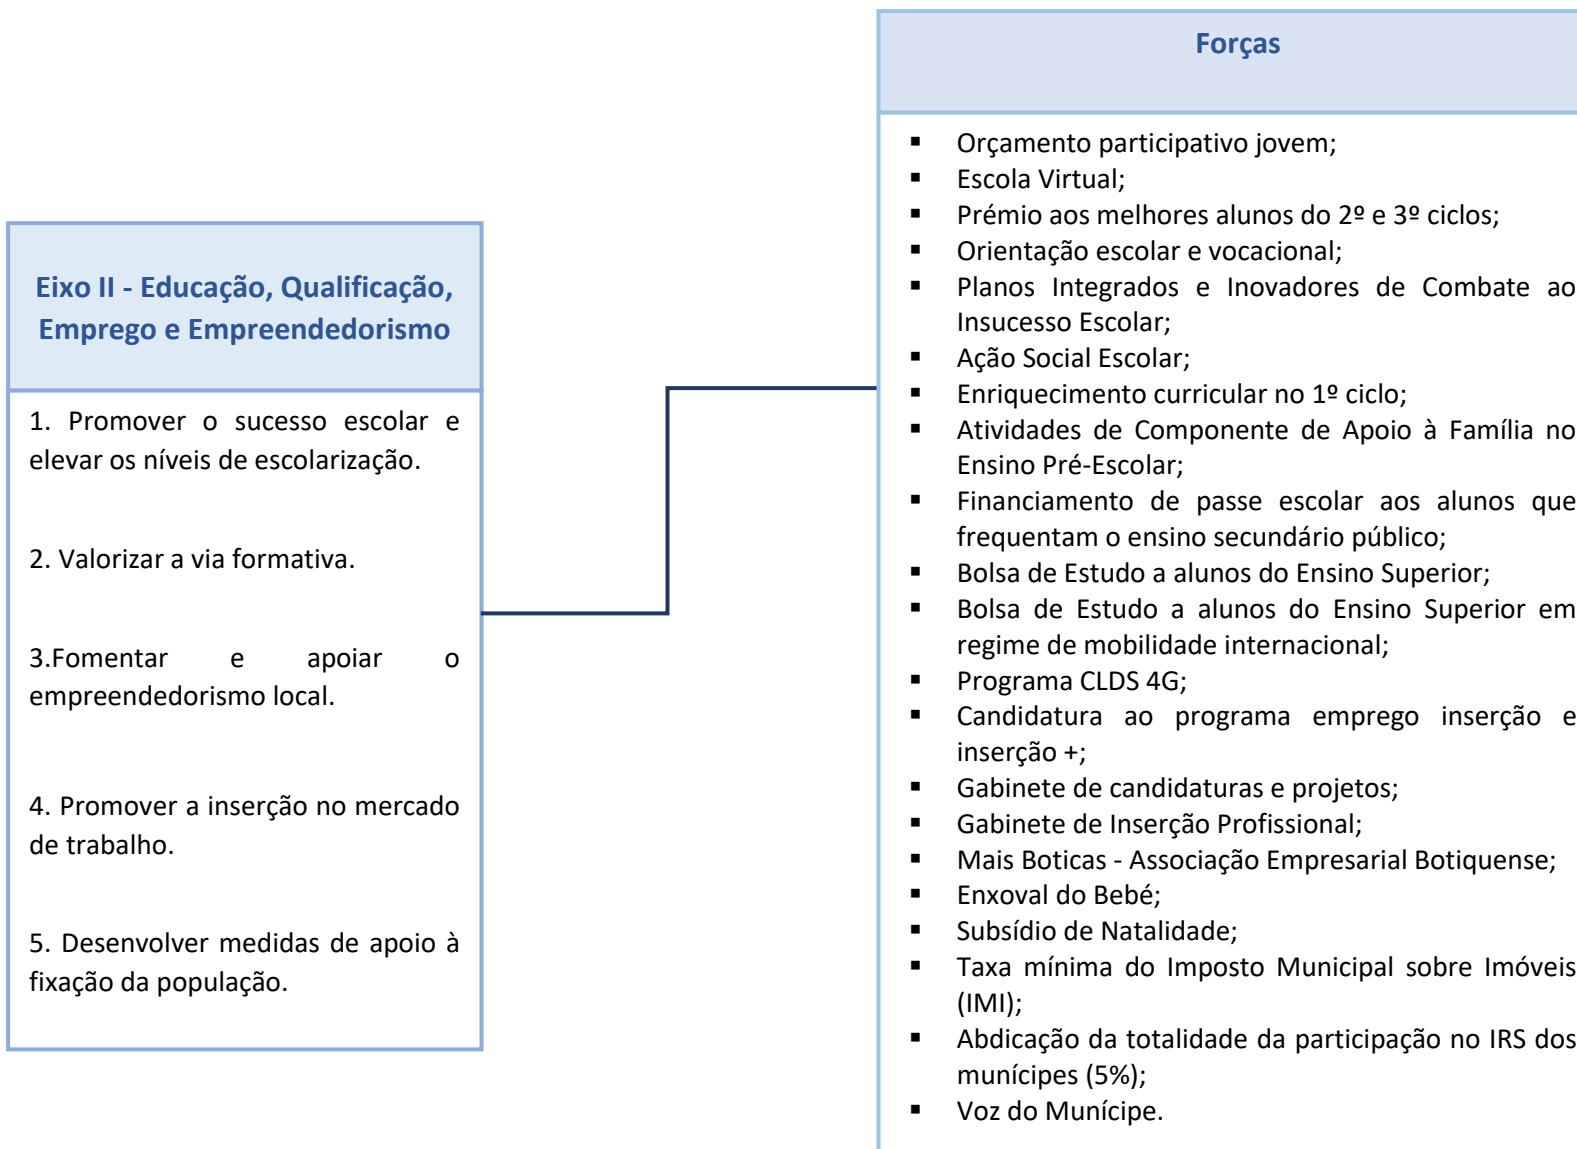 Eixo II - Educação, Qualificação,
Emprego e Empreendedorismo
1. Promover o sucesso escolar e
elevar os níveis de escolarização.
2. Valorizar a via formativa.
3.Fomentar e apoiar o
empreendedorismo local.
4. Promover a inserção no mercado
de trabalho.
5. Desenvolver medidas de apoio à
fixação da população.
Forças
▪ Orçamento participativo jovem;
▪ Escola Virtual;
▪ Prémio aos melhores alunos do 2º e 3º ciclos;
▪ Orientação escolar e vocacional;
▪ Planos Integrados e Inovadores de Combate ao
Insucesso Escolar;
▪ Ação Social Escolar;
▪ Enriquecimento curricular no 1º ciclo;
▪ Atividades de Componente de Apoio à Família no
Ensino Pré-Escolar;
▪ Financiamento de passe escolar aos alunos que
frequentam o ensino secundário público;
▪ Bolsa de Estudo a alunos do Ensino Superior;
▪ Bolsa de Estudo a alunos do Ensino Superior em
regime de mobilidade internacional;
▪ Programa CLDS 4G;
▪ Candidatura ao programa emprego inserção e
inserção +;
▪ Gabinete de candidaturas e projetos;
▪ Gabinete de Inserção Profissional;
▪ Mais Boticas - Associação Empresarial Botiquense;
▪ Enxoval do Bebé;
▪ Subsídio de Natalidade;
▪ Taxa mínima do Imposto Municipal sobre Imóveis
(IMI);
▪ Abdicação da totalidade da participação no IRS dos
munícipes (5%);
▪ Voz do Munícipe.